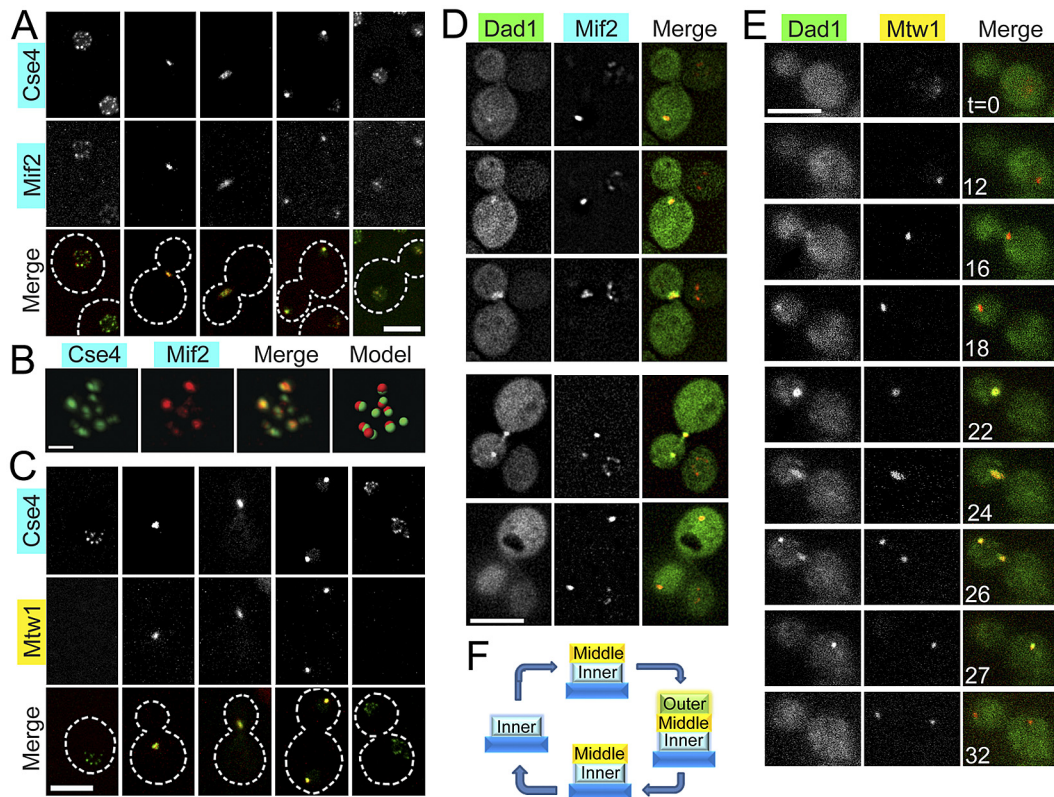 A
Cse4
Mif2
Merge
B
Cse4 Mif2 Merge Model
C
Cse4
Mtw1
Merge
D
Dad1 Mif2 Merge
E
Dad1 Mtw1 Merge
t=0
12
16
18
22
24
26
27
32
F
Middle
Inner
Outer
Middle
Inner
Middle
Inner
Inner